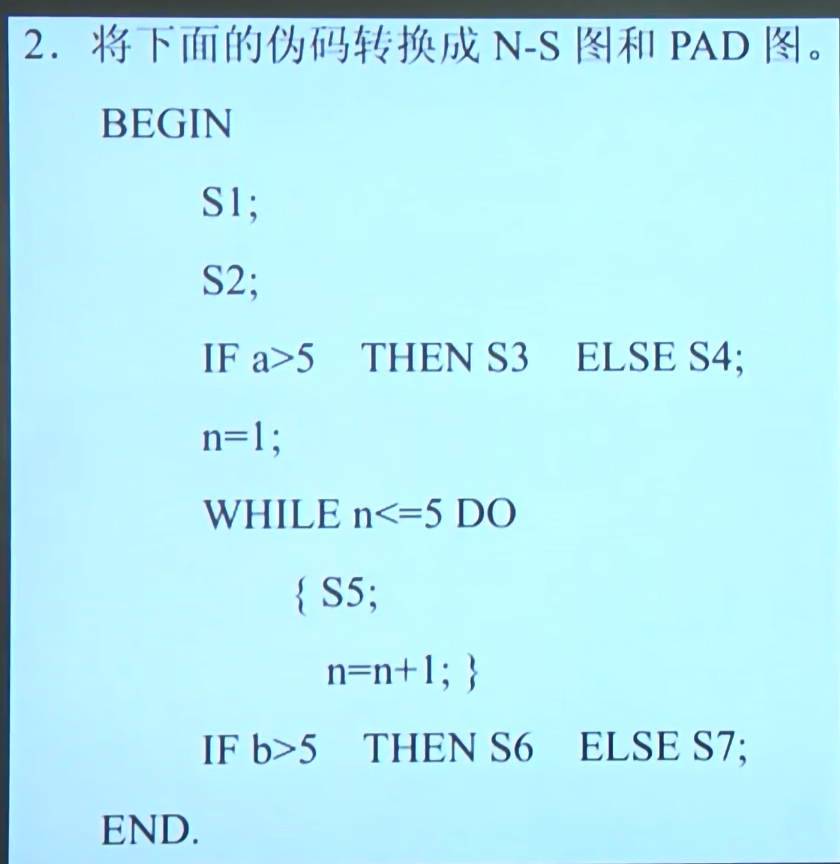 2. 将下面的伪码转换成 N-S 图和 PAD 图。
BEGIN
S1;
S2;
IF a>5 THEN S3 ELSE S4;
n=1;
WHILE n<=5 DO
{ S5;
n=n+1; }
IF b>5 THEN S6 ELSE S7;
END.